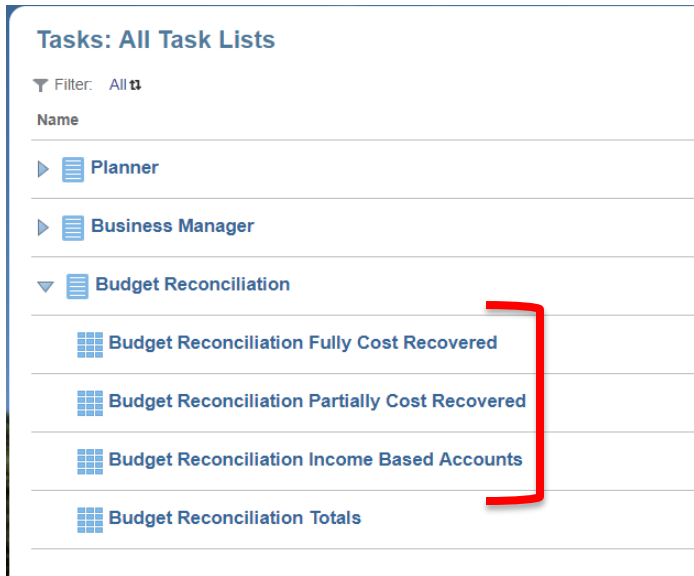 Tasks: All Task Lists
Filter: All
Name
Planner
Business Manager
Budget Reconciliation
Budget Reconciliation Fully Cost Recovered
Budget Reconciliation Partially Cost Recovered
Budget Reconciliation Income Based Accounts
Budget Reconciliation Totals